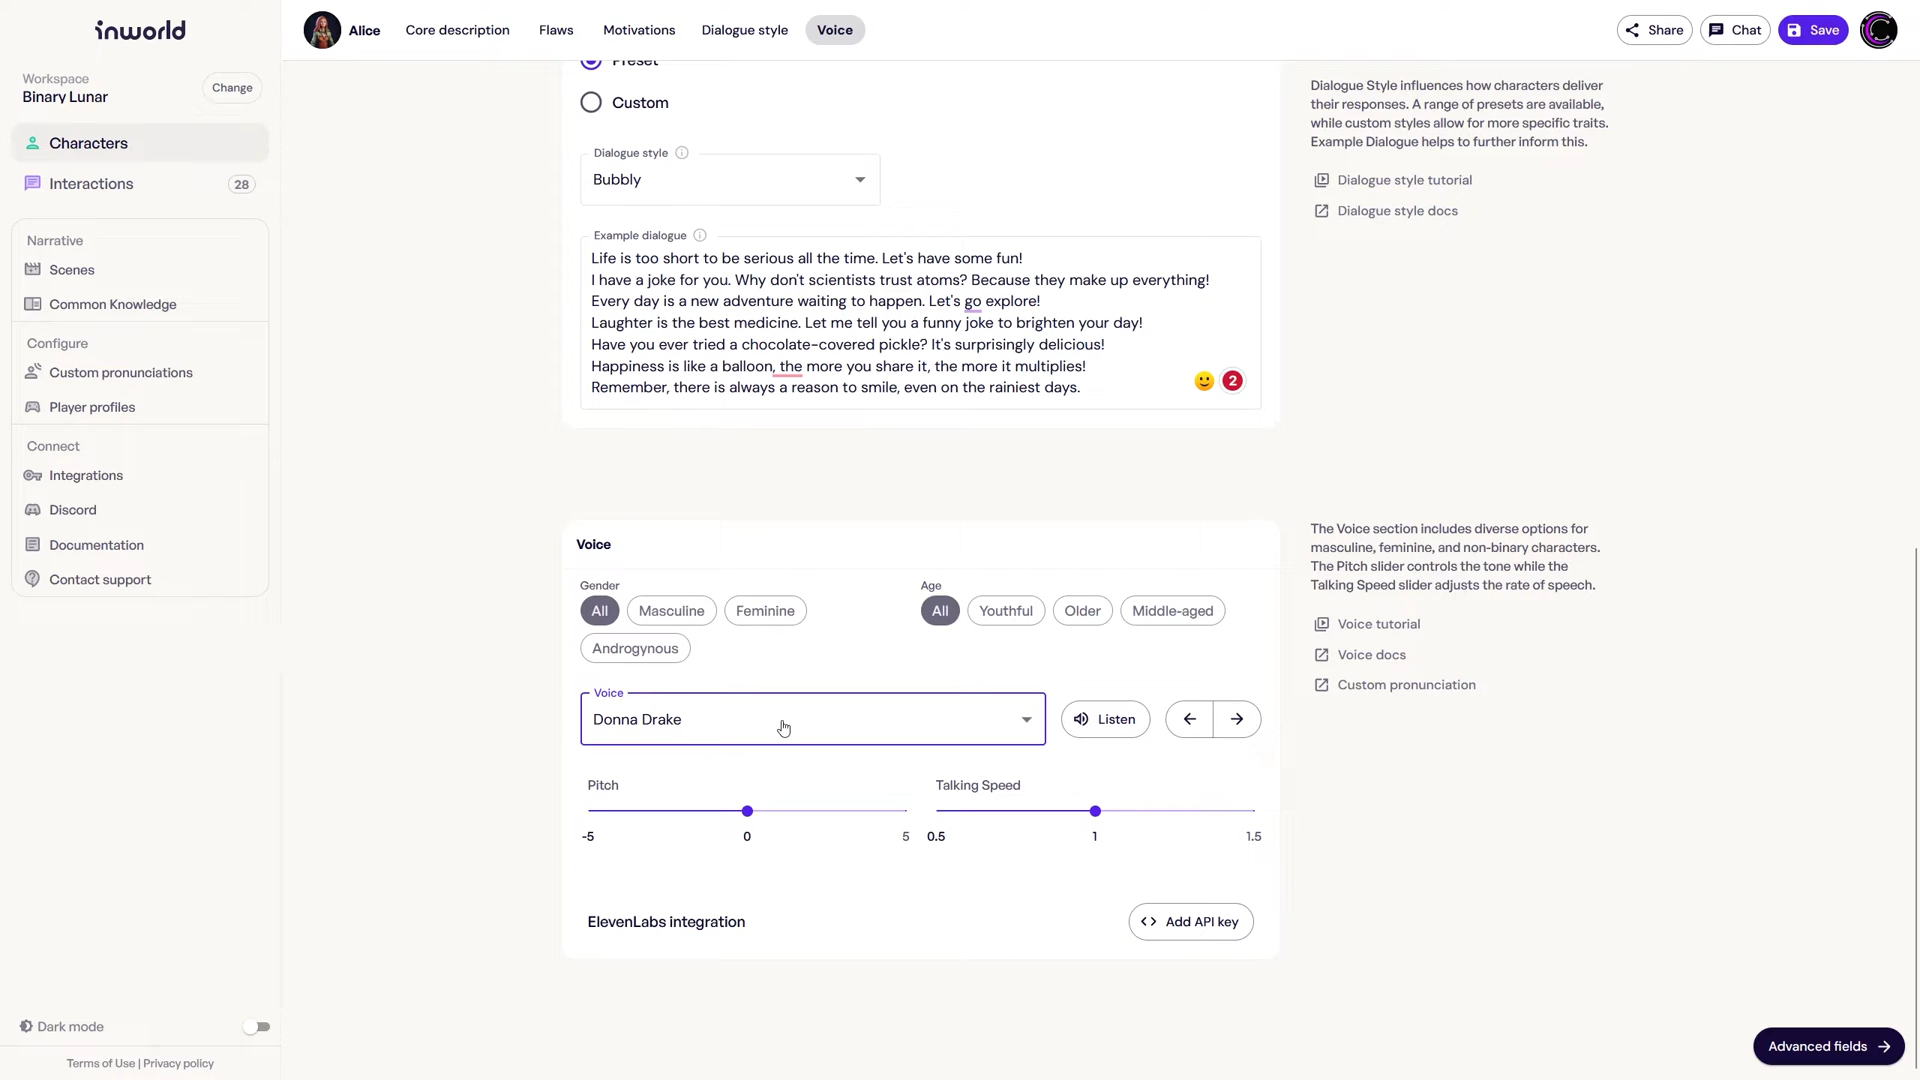 inworld
Alice
Core description
Flaws
Motivations
Dialogue style
Voice
Share
Chat
Save
Workspace
Binary Lunar
Change
Characters
Interactions
28
Narrative
Scenes
Common Knowledge
Configure
Custom pronunciations
Player profiles
Connect
Integrations
Discord
Documentation
Contact support
Dark mode
Terms of Use | Privacy policy
Preset
Custom
Dialogue style
Bubbly
Example dialogue
Life is too short to be serious all the time. Let's have some fun!
I have a joke for you. Why don't scientists trust atoms? Because they make up everything!
Every day is a new adventure waiting to happen. Let's go explore!
Laughter is the best medicine. Let me tell you a funny joke to brighten your day!
Have you ever tried a chocolate-covered pickle? It's surprisingly delicious!
Happiness is like a balloon, the more you share it, the more it multiplies!
Remember, there is always a reason to smile, even on the rainiest days.
2
Dialogue Style influences how characters deliver
their responses. A range of presets are available,
while custom styles allow for more specific traits.
Example Dialogue helps to further inform this.
Dialogue style tutorial
Dialogue style docs
Voice
Gender
All
Masculine
Feminine
Androgynous
Age
All
Youthful
Older
Middle-aged
Voice
Donna Drake
Listen
Pitch
-5
0
5
Talking Speed
0.5
1
1.5
ElevenLabs integration
Add API key
The Voice section includes diverse options for
masculine, feminine, and non-binary characters.
The Pitch slider controls the tone while the
Talking Speed slider adjusts the rate of speech.
Voice tutorial
Voice docs
Custom pronunciation
Advanced fields